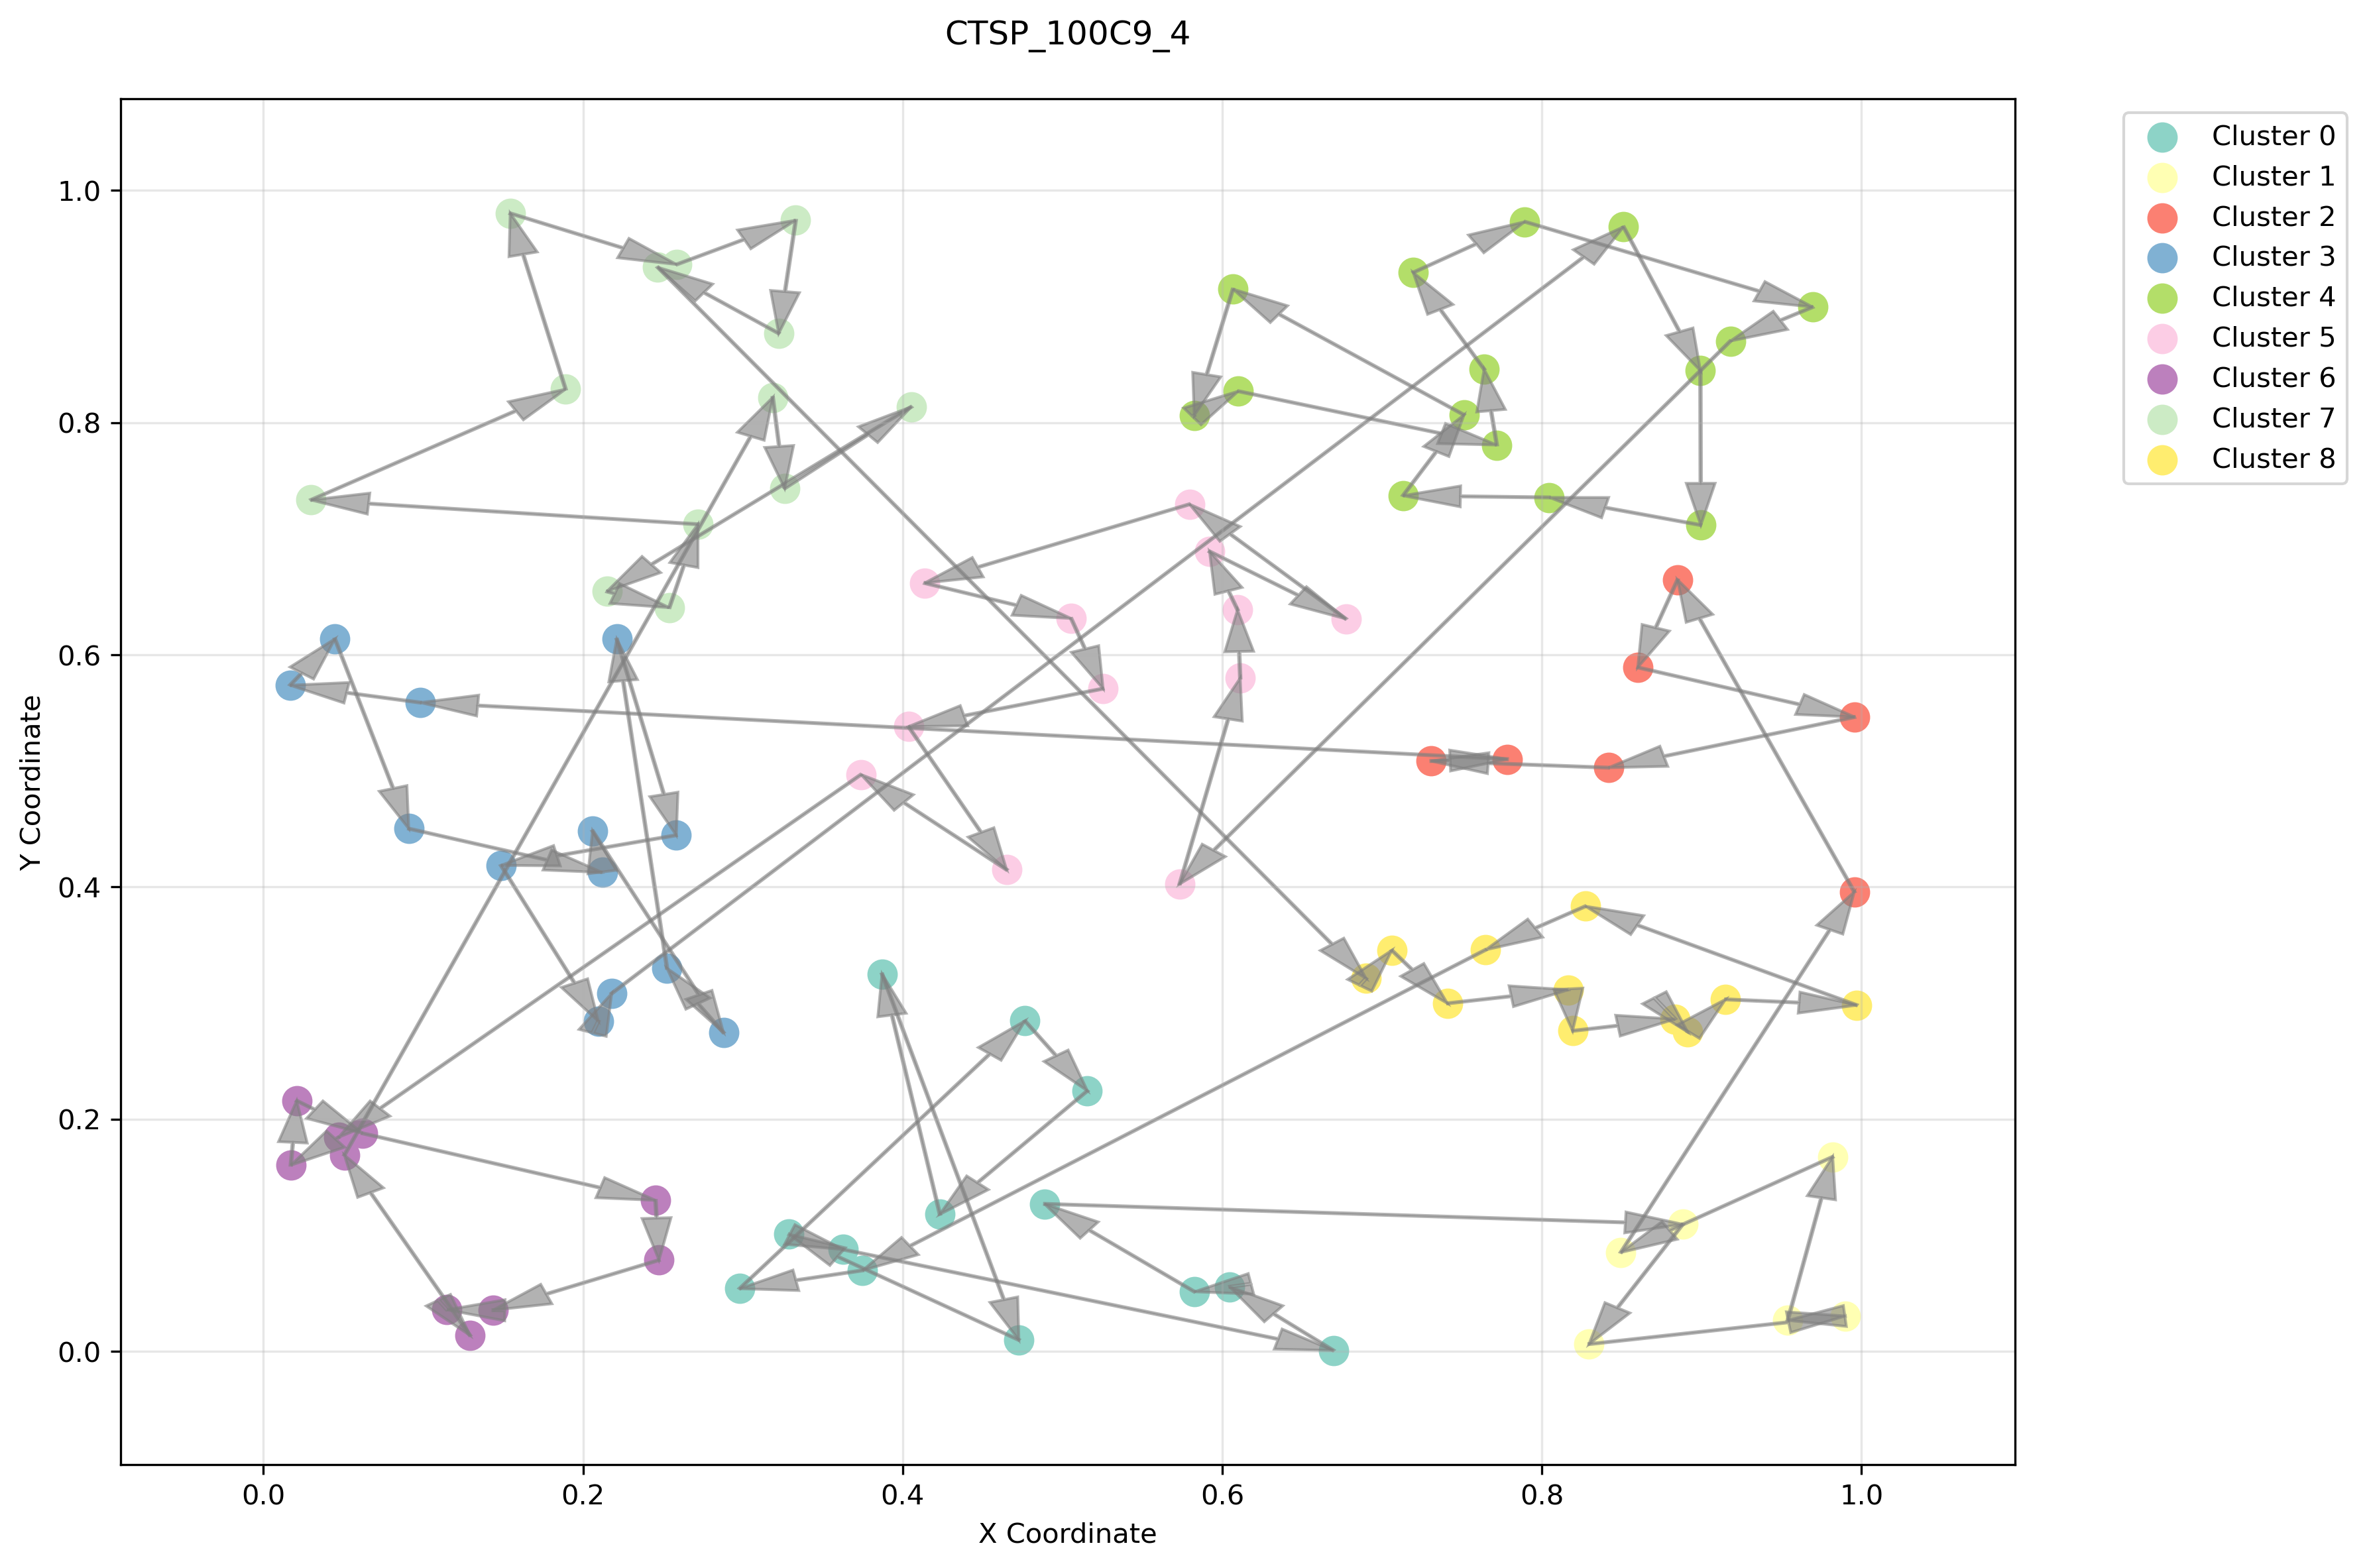 CTSP_100C9_4
Y Coordinate
1.0
0.8
0.6
0.4
0.2
0.0
0.0 0.2 0.4 0.6 0.8 1.0
X Coordinate
Cluster 0
Cluster 1
Cluster 2
Cluster 3
Cluster 4
Cluster 5
Cluster 6
Cluster 7
Cluster 8